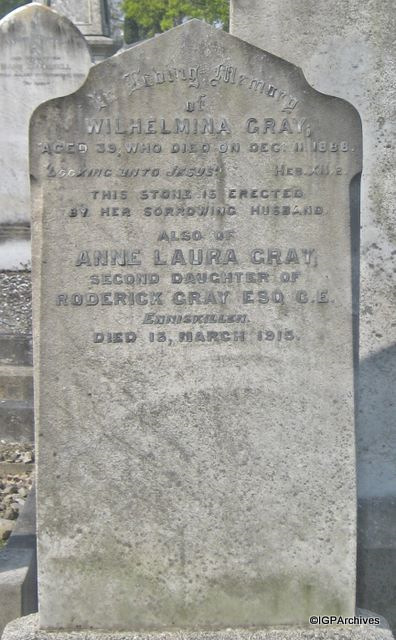 In Loving Memory
of
WILHELMINA GRAY,
AGED 39, WHO DIED ON DEC: 11 1888.
"LOOKING UNTO JESUS" HEB. XII. 2.
THIS STONE IS ERECTED
BY HER SORROWING HUSBAND.
ALSO OF
ANNE LAURA GRAY,
SECOND DAUGHTER OF
RODERICK GRAY ESQ C.E.
ENNISKILLEN.
DIED 15, MARCH 1915.
©IGPArchives